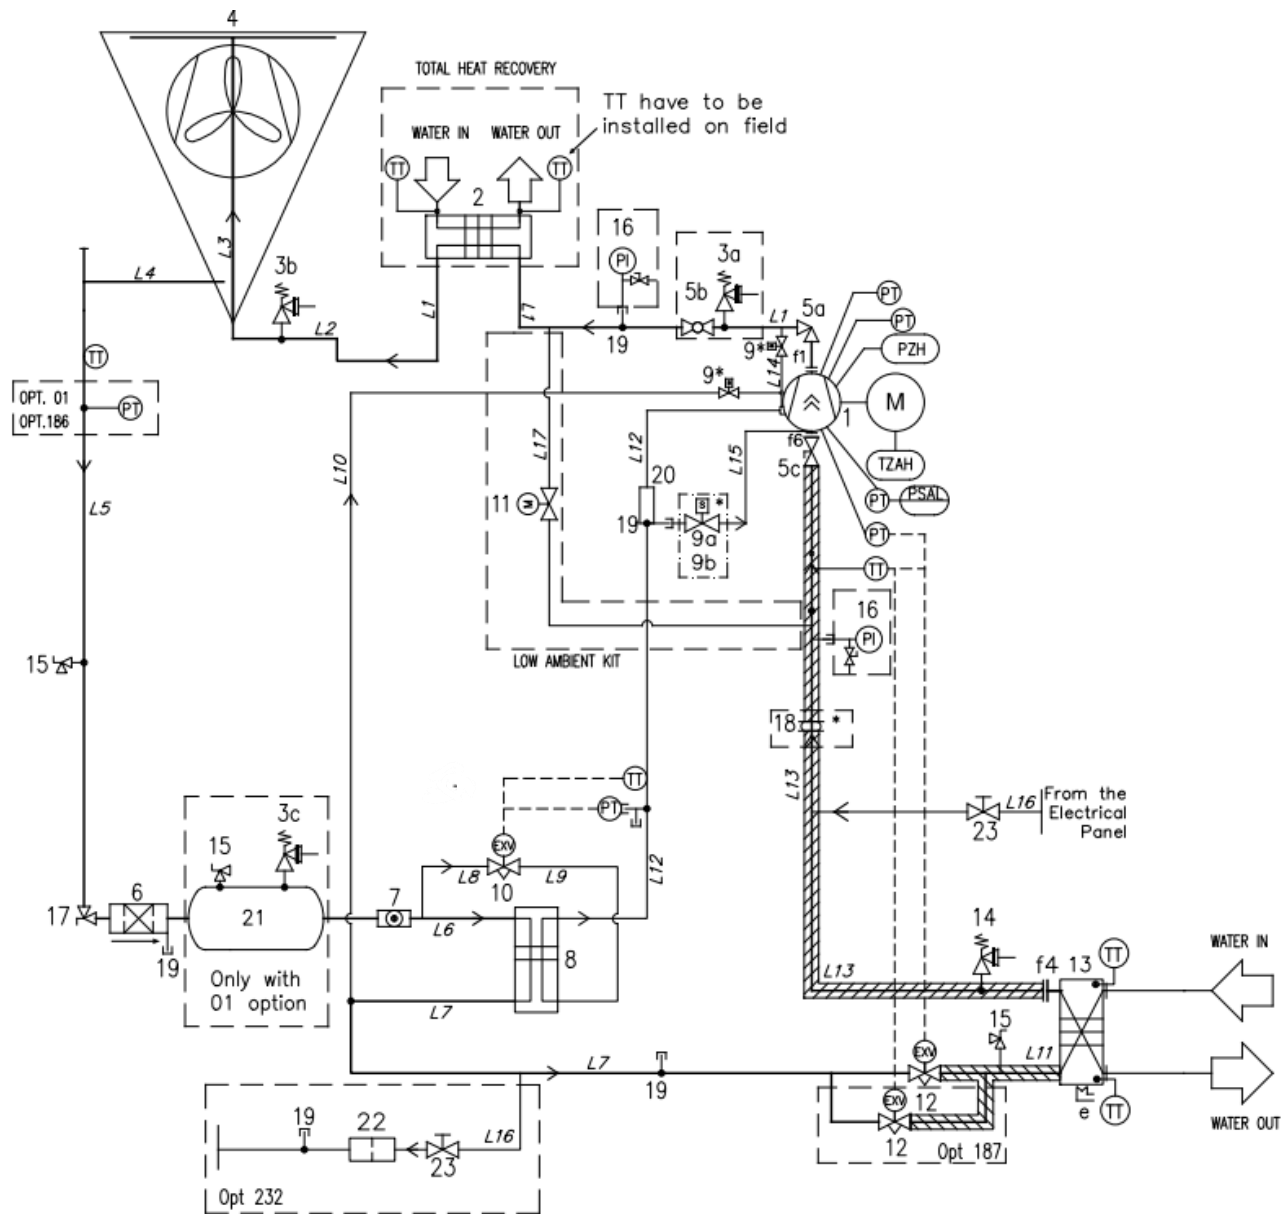 4
TOTAL HEAT RECOVERY
TT have to be
installed on field
WATER IN
WATER OUT
TT
TT
2
16
PI
3a
5b
L1
5a
PT
PT
PZH
L3
3b
L4
L2
L1
L1
19
9*
f1
L14
9*
1
M
TT
OPT. 01
OPT.186
PT
L10
L17
L12
L15
f6
5c
TZAH
PT
PSAL
L5
11
M
20
19
S
*
9a
9b
PT
TT
16
PI
15
LOW AMBIENT KIT
18
*
L13
TT
PT
L16
23
From the
Electrical
Panel
15
3c
EXV
L8
L9
10
L12
6
17
21
7
L6
8
19
Only with
01 option
L7
14
L13
f4
13
TT
WATER IN
15
L11
EXV
L7
19
12
EXV
12
e
TT
WATER OUT
Opt 187
19
22
L16
23
Opt 232